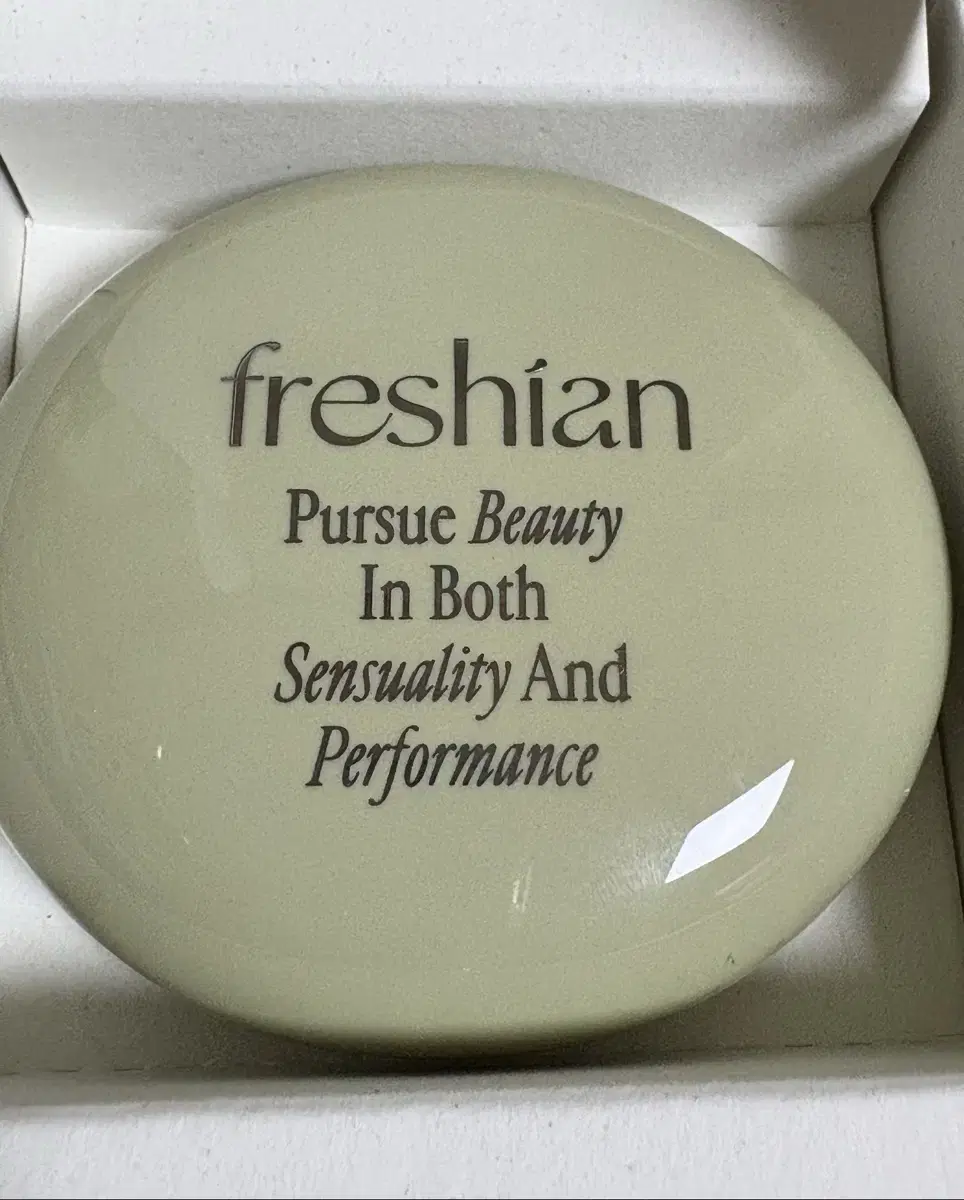 freshian
Pursue Beauty
In Both
Sensuality And
Performance